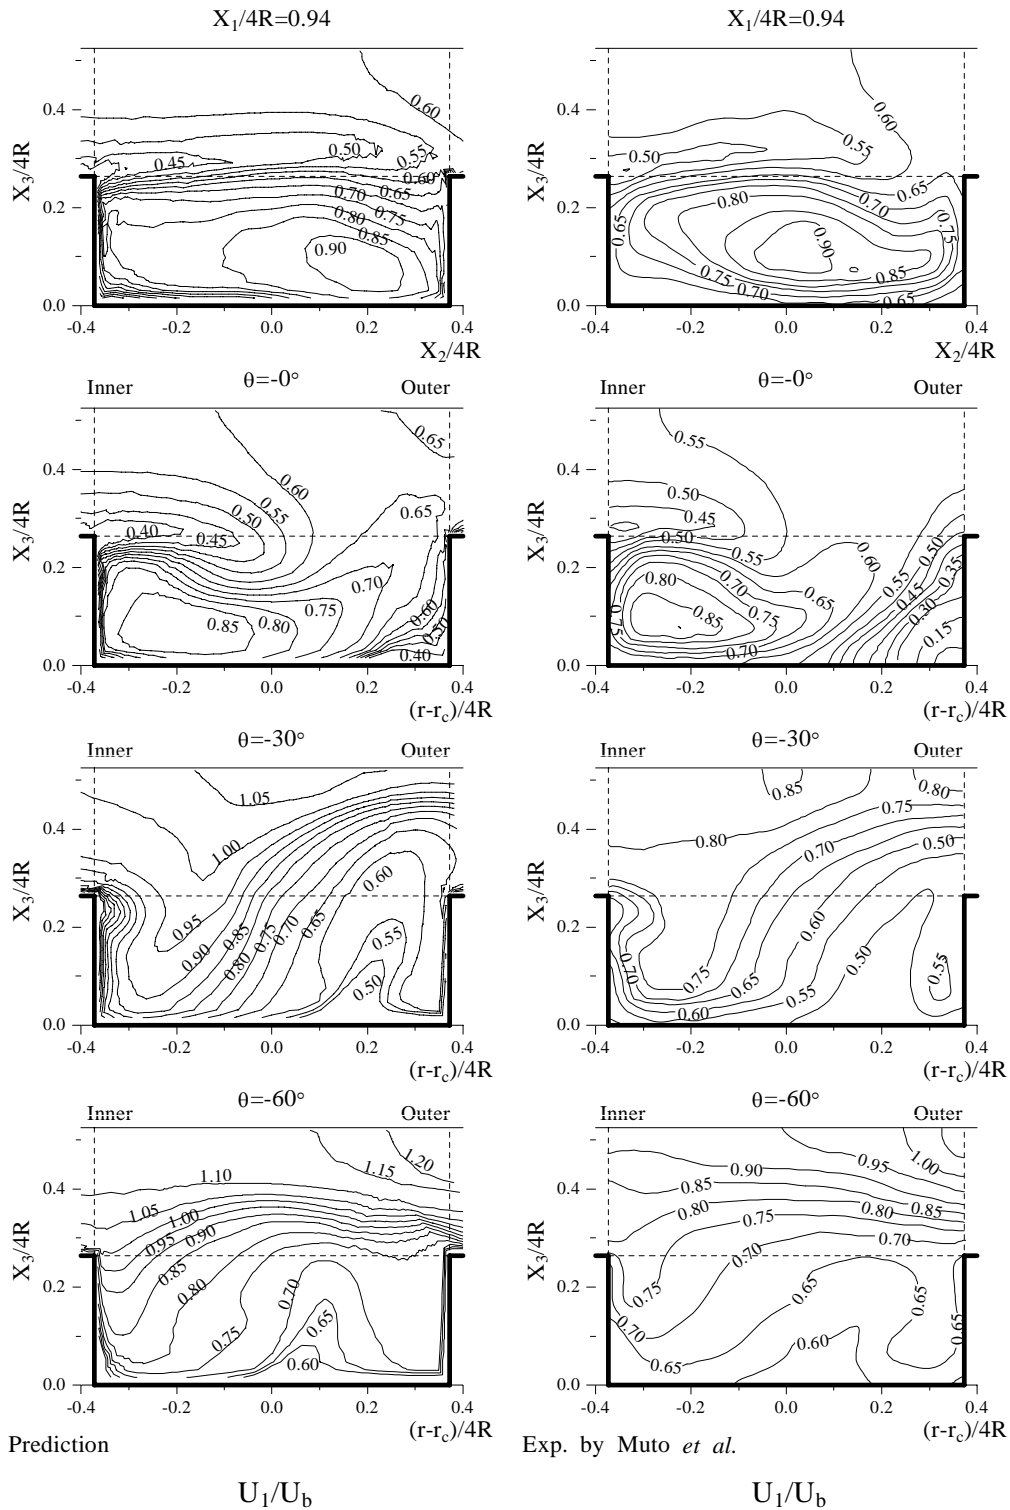 X1/4R=0.94 X1/4R=0.94
0.60 0.60
0.4 0.4
0.50 0.55 0.55
0.45 0.50
X3/4R 0.60 X3/4R 0.65
0.65 0.80
0.2 0.70 0.75 0.2 0.65 0.70 0.75
0.80 0.85
0.90 0.90
0.75 0.85
0.70 0.65
0.0 0.0
-0.4 -0.2 0.0 0.2 0.4 -0.4 -0.2 0.0 0.2 0.4
X2/4R X2/4R
Inner θ=-0° Outer Inner θ=-0° Outer
0.65 0.55
0.4 0.60 0.4
0.50 0.55 0.65 0.50
0.40 0.45 0.45 0.50
X3/4R X3/4R 0.50 0.55 0.60
0.2 0.70 0.2 0.80 0.70 0.55 0.35
0.75 0.60 0.65 0.45
0.85 0.80 0.50 0.75 0.85 0.75 0.30
0.40 0.70 0.15
0.0 0.0
-0.4 -0.2 0.0 0.2 0.4 -0.4 -0.2 0.0 0.2 0.4
(r-rc)/4R (r-rc)/4R
Inner θ=-30° Outer Inner θ=-30° Outer
1.05 0.85 0.80
0.75
0.4 1.00 0.4 0.80 0.70 0.50
0.60
X3/4R X3/4R
0.95 0.85 0.75 0.70 0.65 0.60
0.2 0.90 0.80 0.55 0.2 0.70 0.75 0.65 0.50 0.55
0.50 0.60 0.55
0.0 0.0
-0.4 -0.2 0.0 0.2 0.4 -0.4 -0.2 0.0 0.2 0.4
(r-rc)/4R (r-rc)/4R
Inner θ=-60° Outer Inner θ=-60° Outer
1.10 1.15 1.20 0.90 0.95 1.00
0.4 0.4
1.05 1.00 0.85 0.80 0.85
0.95 0.90 0.80 0.75 0.70
X3/4R 0.85 X3/4R 0.70
0.2 0.80 0.70 0.2 0.75 0.65 0.65
0.75 0.65 0.70 0.65
0.60 0.65 0.60
0.0 0.0
-0.4 -0.2 0.0 0.2 0.4 -0.4 -0.2 0.0 0.2 0.4
(r-rc)/4R (r-rc)/4R
Prediction Exp. by Muto et al.
U1/Ub U1/Ub